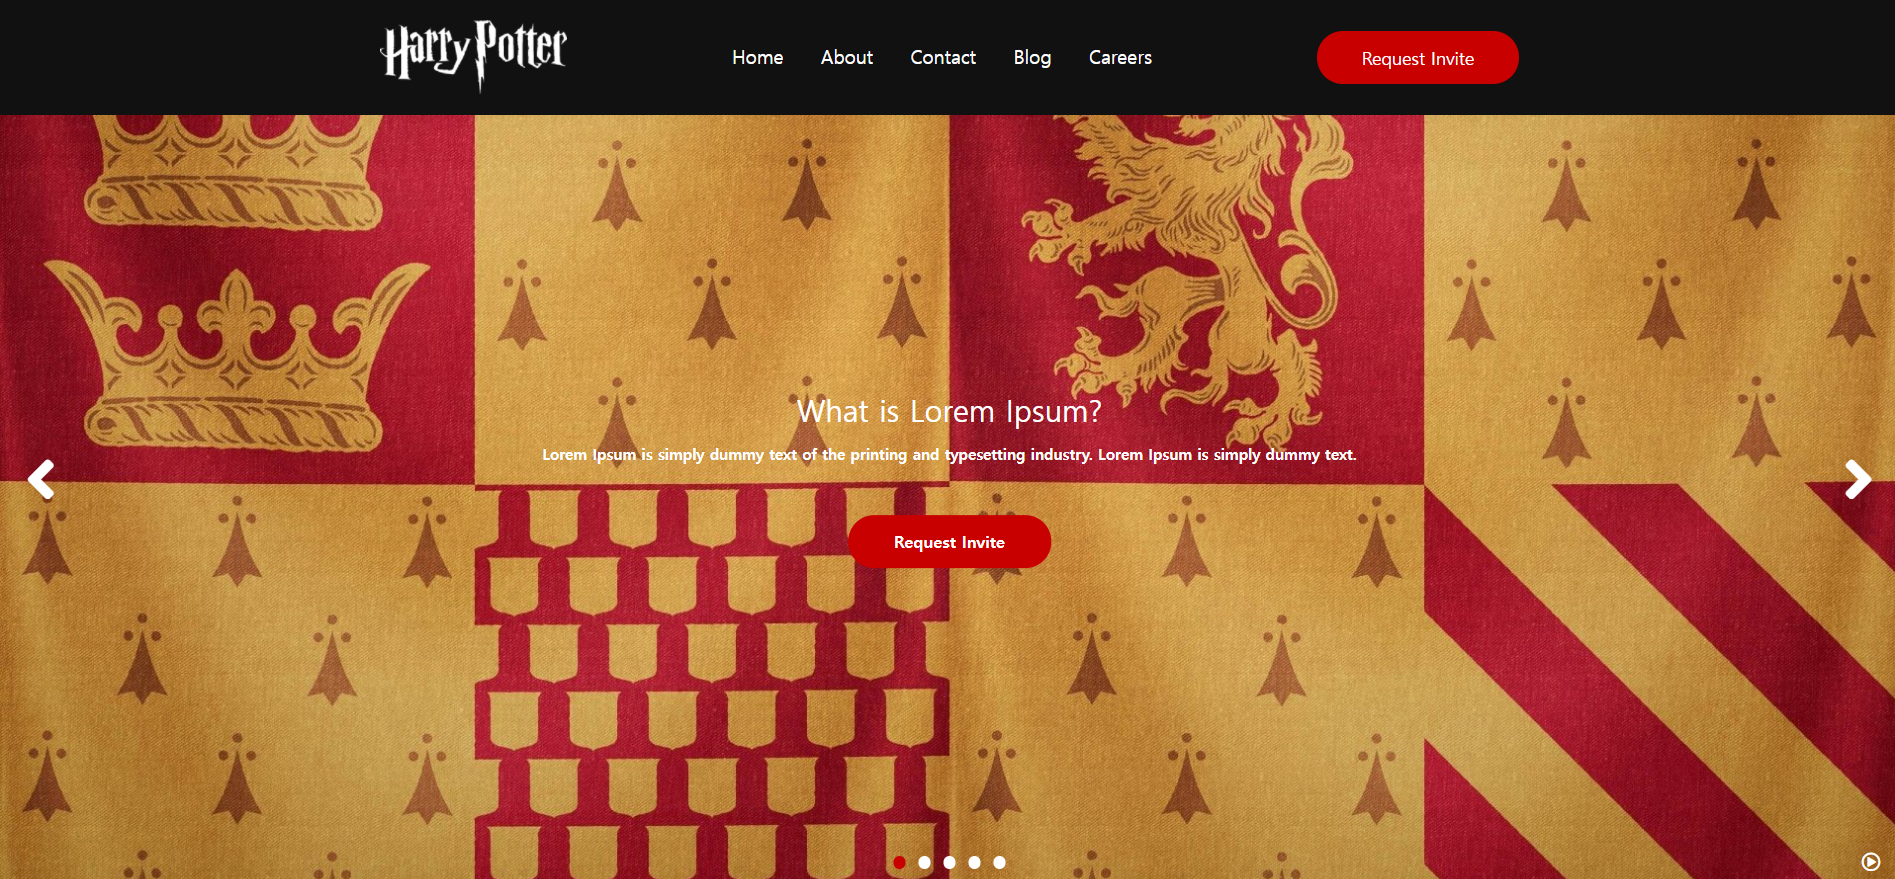 Harry Potter
Home About Contact Blog Careers
Request Invite
What is Lorem Ipsum?
Lorem Ipsum is simply dummy text of the printing and typesetting industry. Lorem Ipsum is simply dummy text.
Request Invite